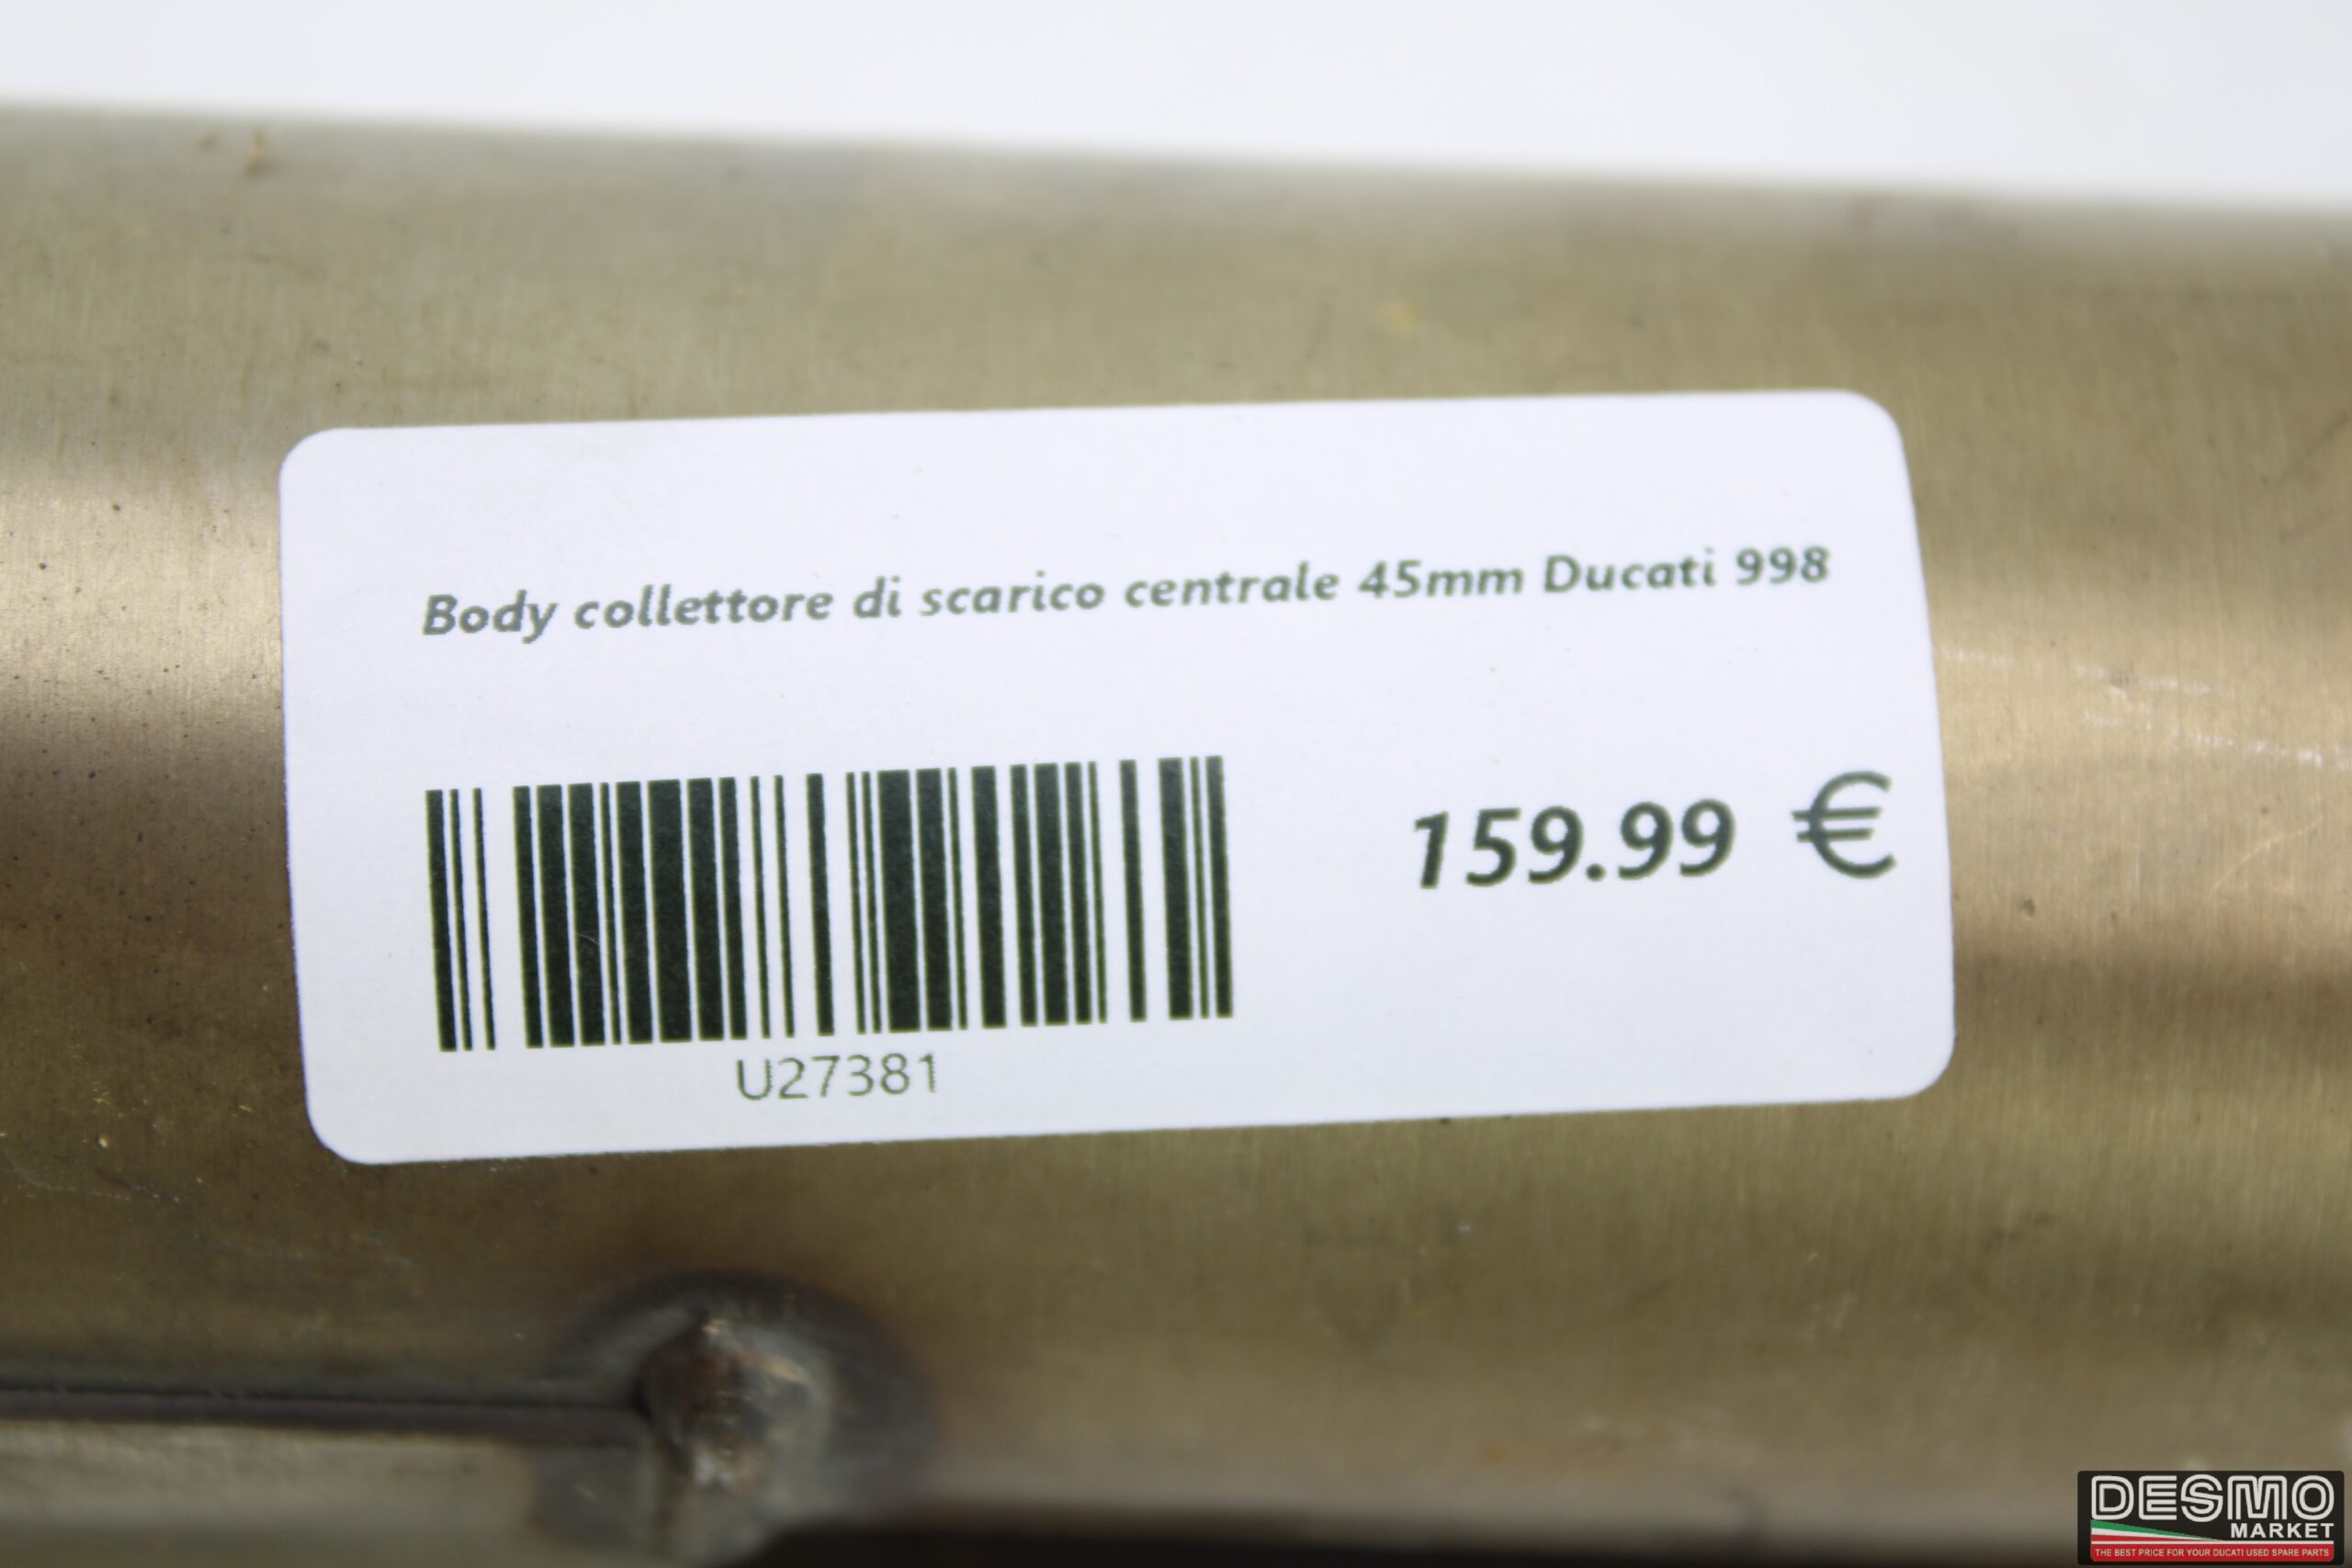 Body collettore di scarico centrale 45mm Ducati 998
159.99 €
U27381
DESMO
MARKET
THE BEST PRICE FOR YOUR DUCATI USED SPARE PARTS